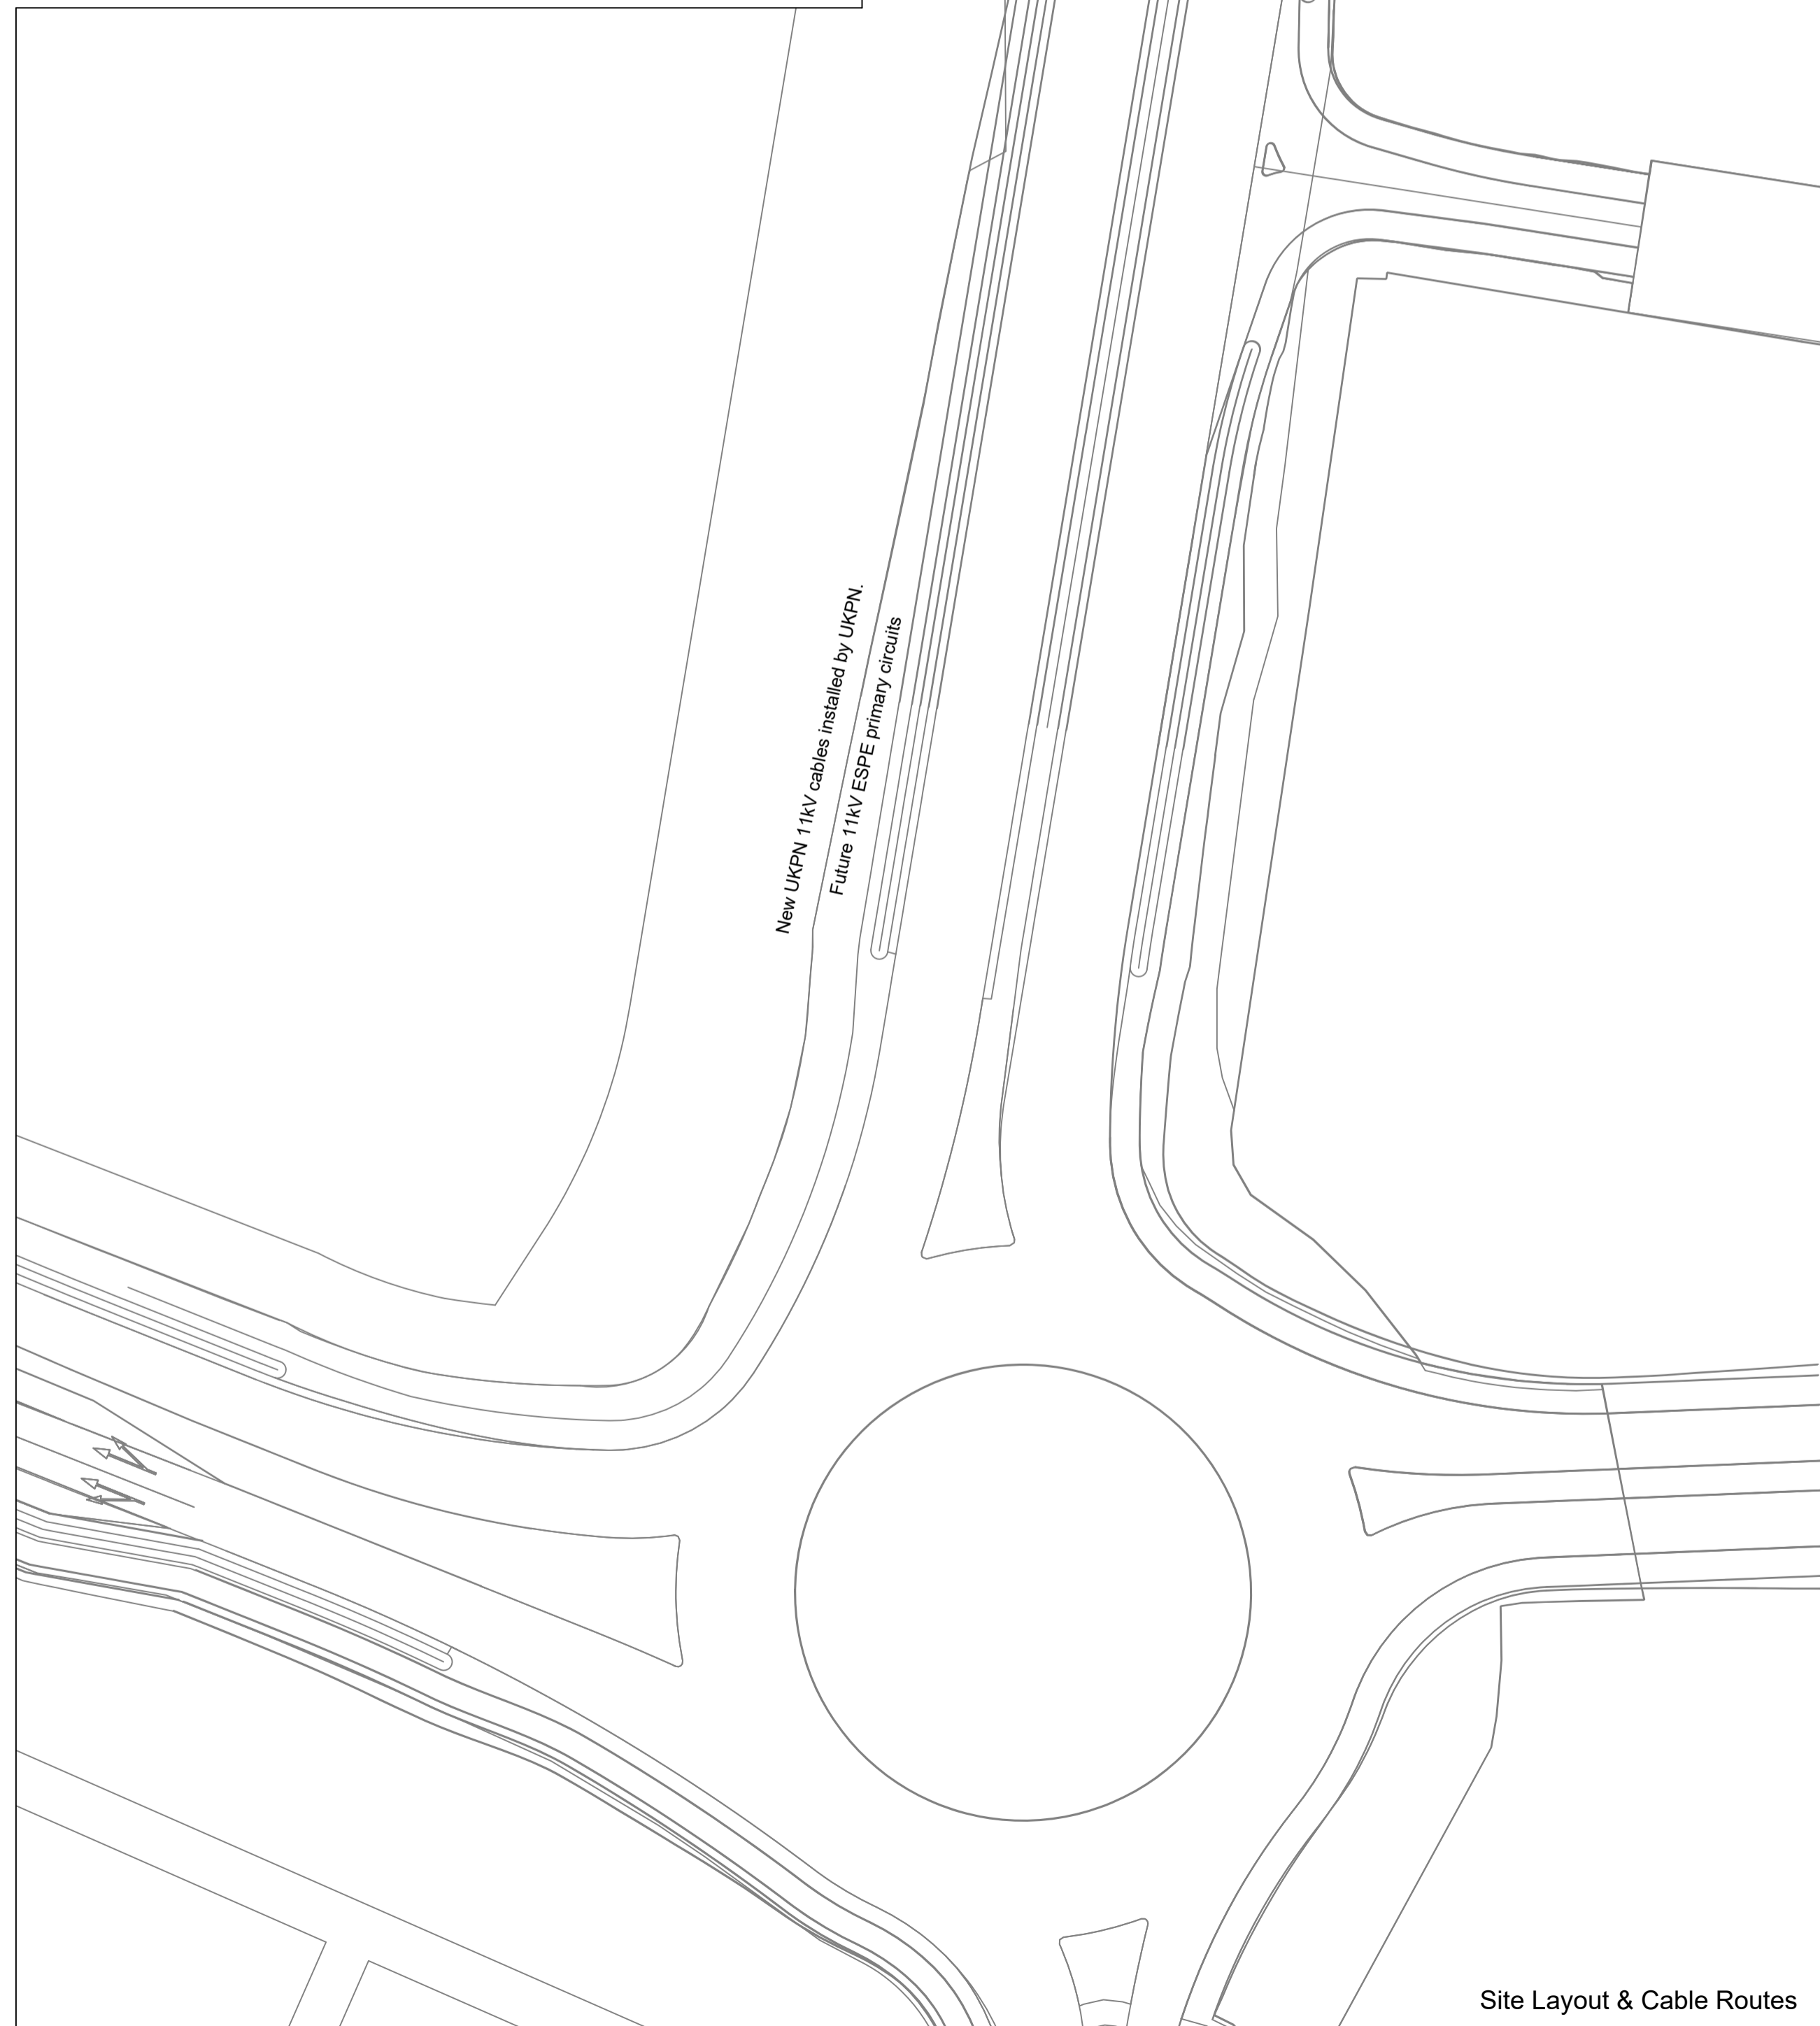 New UKPN 11kV cables installed by UKPN.
Future 11kV ESPE primary circuits
Site Layout & Cable Routes